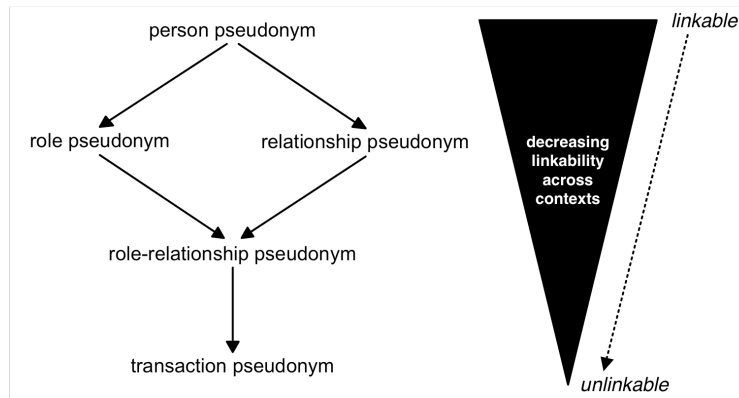 person pseudonym
linkable
role pseudonym
relationship pseudonym
decreasing
linkability
across
contexts
role-relationship pseudonym
transaction pseudonym
unlinkable